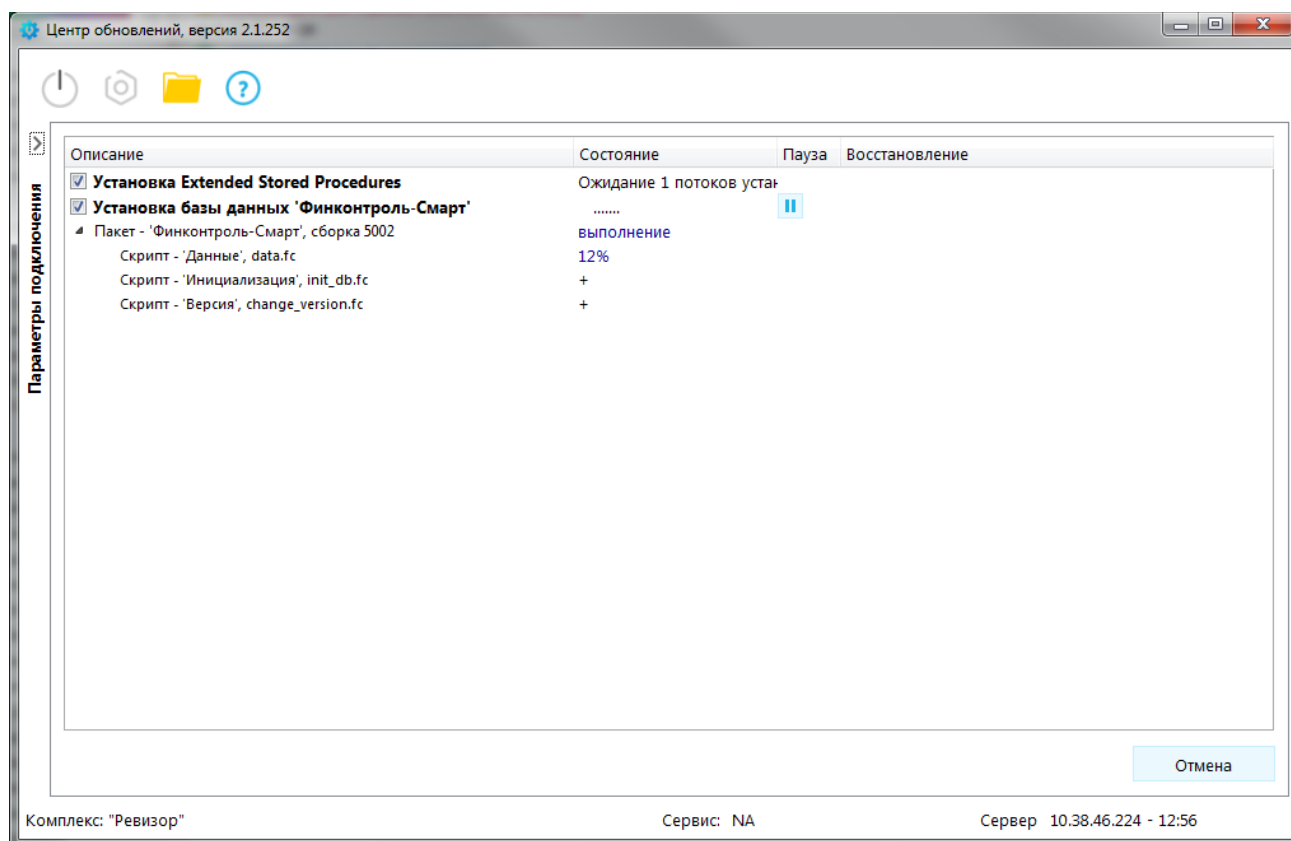 Центр обновлений, версия 2.1.252
Параметры подключения
Описание Состояние Пауза Восстановление
Установка Extended Stored Procedures Ожидание 1 потоков устан
Установка базы данных 'Финконтроль-Смарт' .......
Пакет - 'Финконтроль-Смарт', сборка 5002 выполнение
Скрипт - 'Данные', data.fc 12%
Скрипт - 'Инициализация', init_db.fc +
Скрипт - 'Версия', change_version.fc +
Отмена
Комплекс: "Ревизор" Сервис: NA Сервер 10.38.46.224 - 12:56